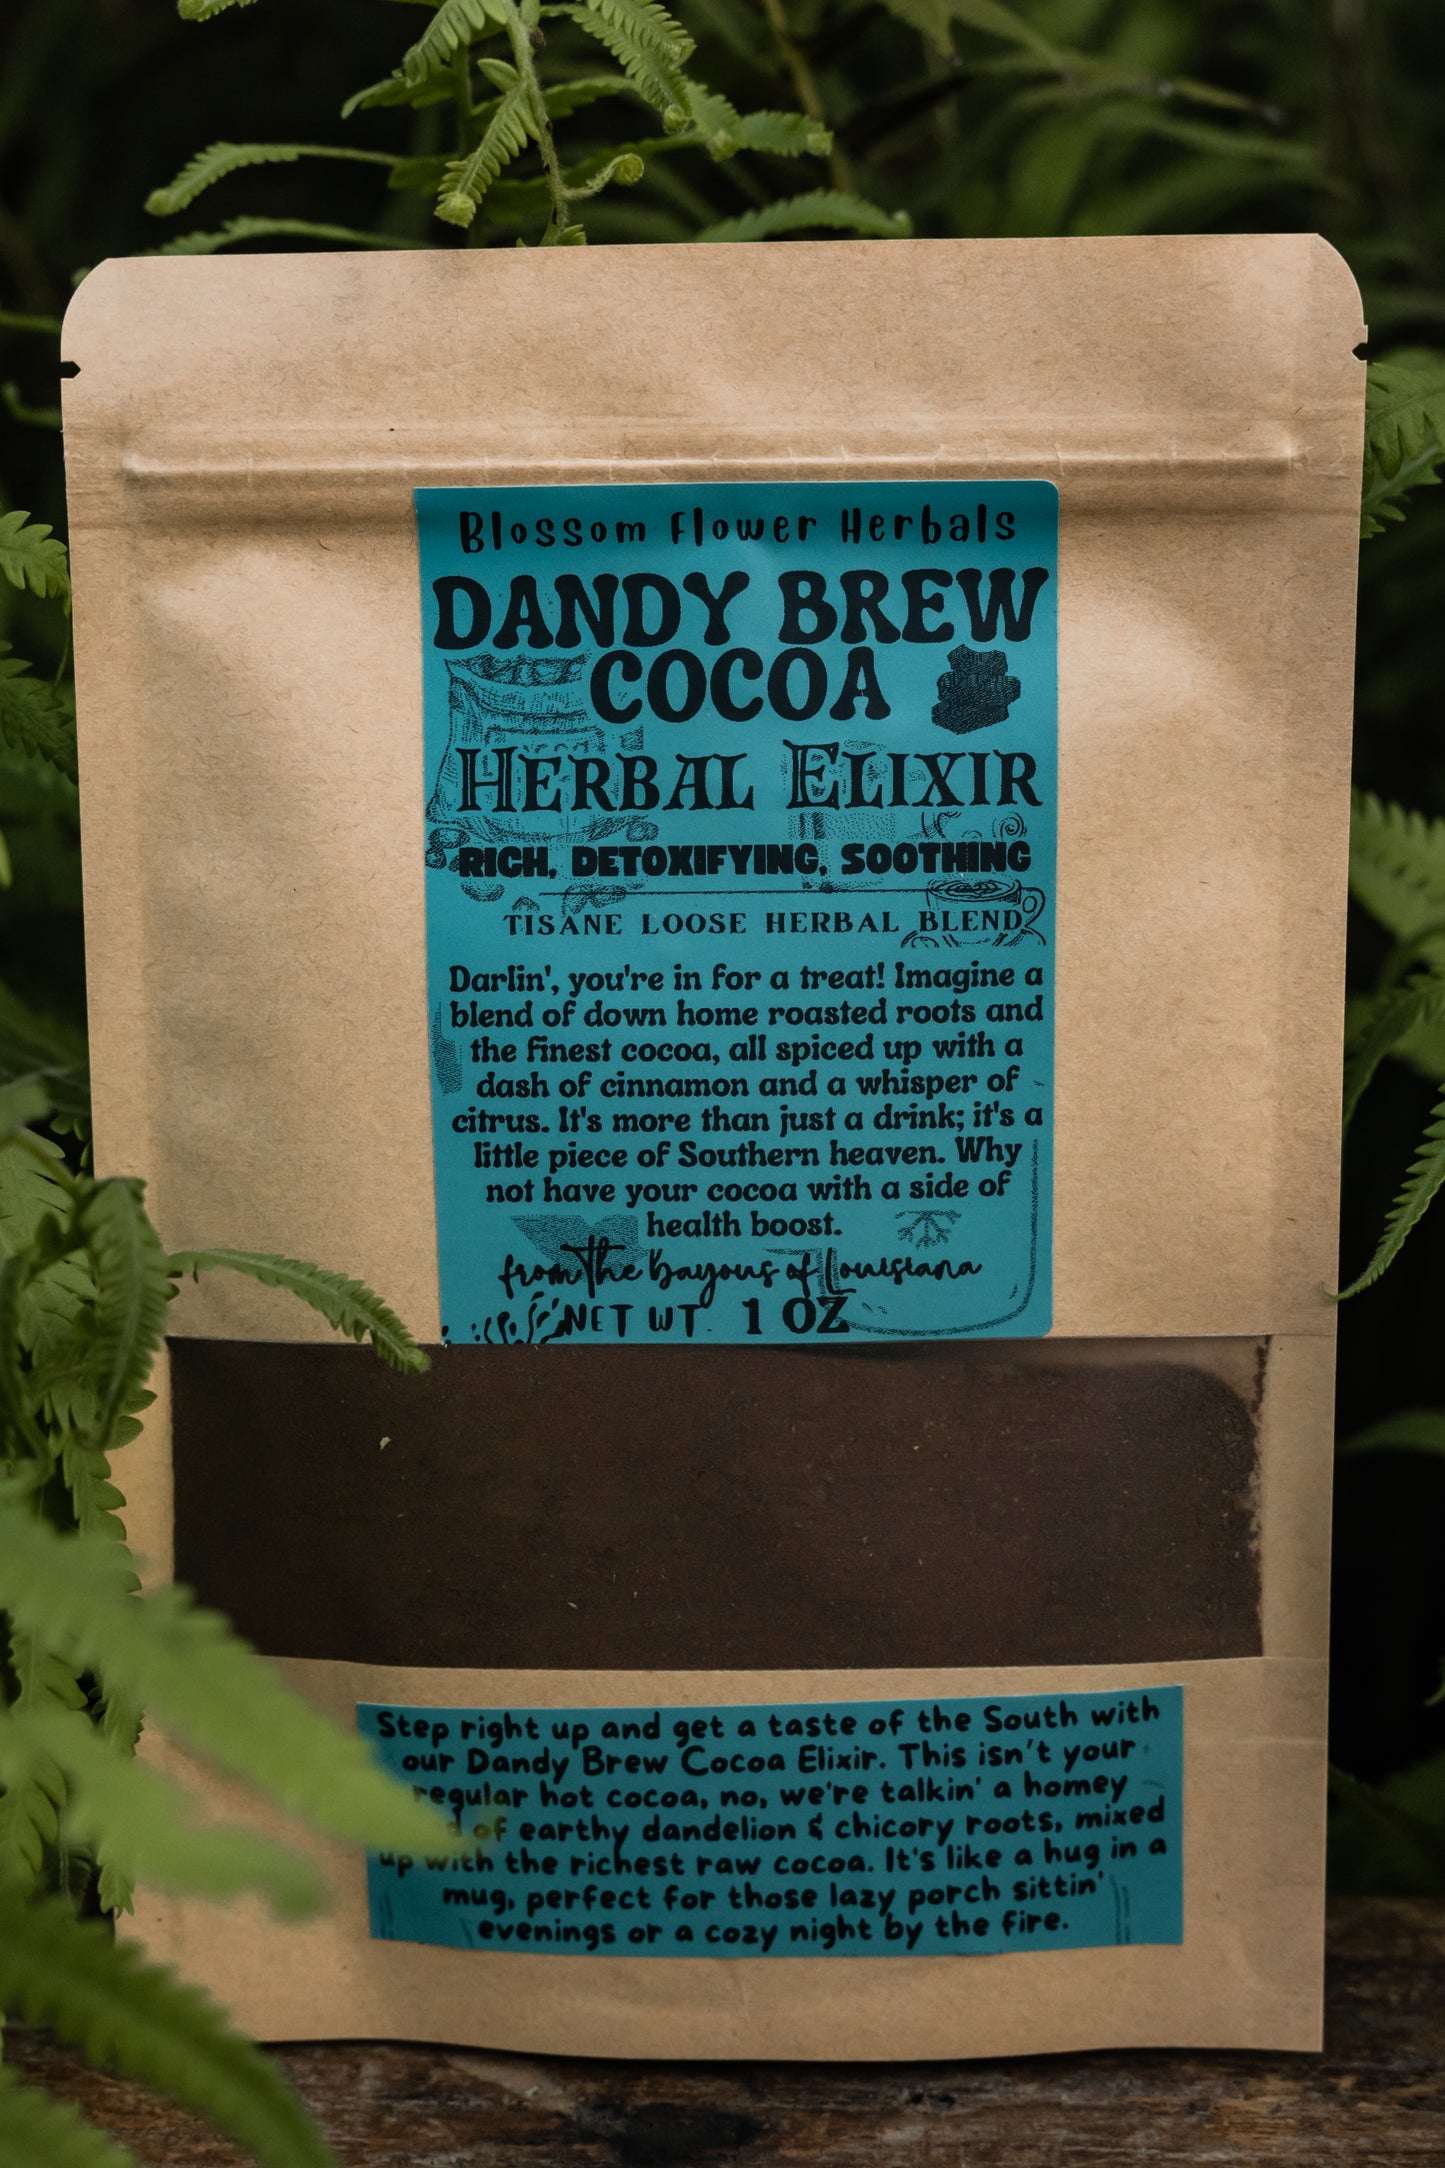 Blossom Flower Herbals
DANDY BREW
COCOA
HERBAL ELIXIR
RICH, DETOXIFYING, SOOTHING
TISANE LOOSE HERBAL BLEND
Darlin', you're in for a treat! Imagine a
blend of down home roasted roots and
the finest cocoa, all spiced up with a
dash of cinnamon and a whisper of
citrus. It's more than just a drink; it's a
little piece of Southern heaven. Why
not have your cocoa with a side of
health boost.
from the bayous of Louisiana
NET WT. 1 OZ
Step right up and get a taste of the South with
our Dandy Brew Cocoa Elixir. This isn't your
regular hot cocoa, no, we're talkin' a homey
of earthy dandelion & chicory roots, mixed
up with the richest raw cocoa. It's like a hug in a
mug, perfect for those lazy porch sittin'
evenings or a cozy night by the fire.